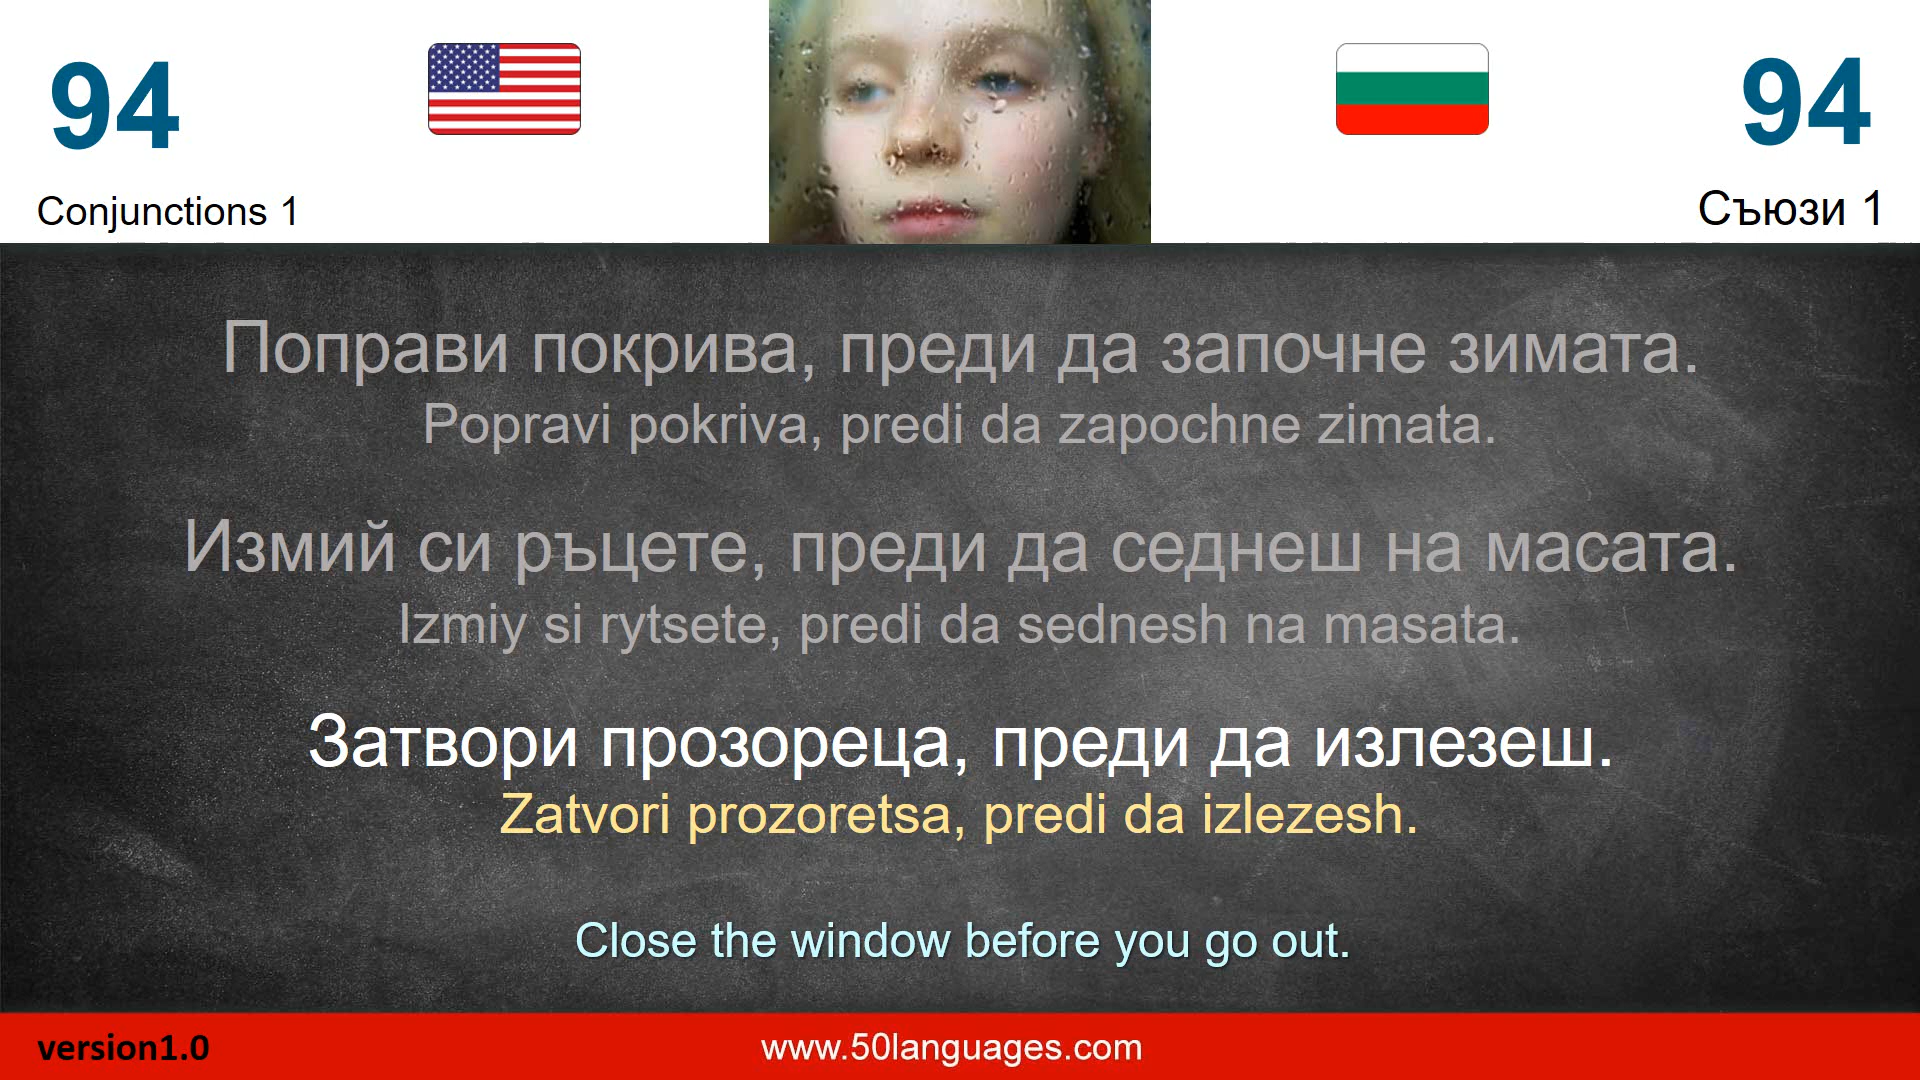 94
94
Conjunctions 1
Съюзи 1
Поправи покрива, преди да започне зимата.
Popravi pokriva, predi da zapochne zimata.
Измий си ръцете, преди да седнеш на масата.
Izmiy si rytsete, predi da sednesh na masata.
Затвори прозореца, преди да излезеш.
Zatvori prozoretsa, predi da izlezesh.
Close the window before you go out.
version1.0
www.50languages.com